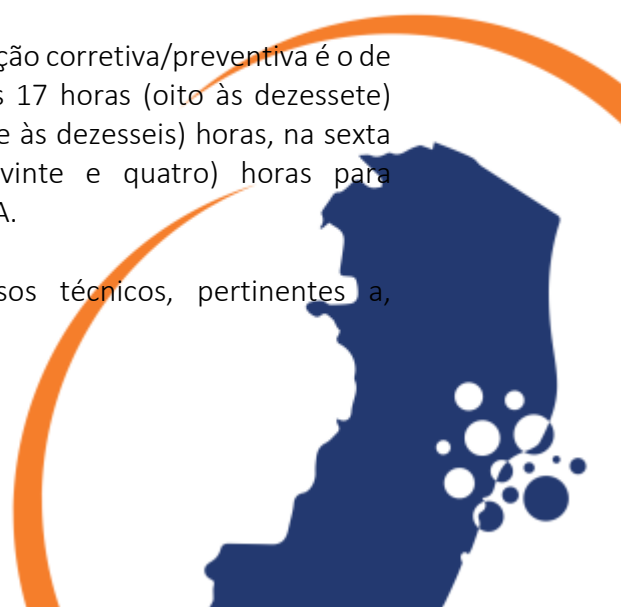 ção corretiva/preventiva é o de
s 17 horas (oito às dezessete)
e às dezesseis) horas, na sexta
vinte e quatro) horas para
A.
sos técnicos, pertinentes a,